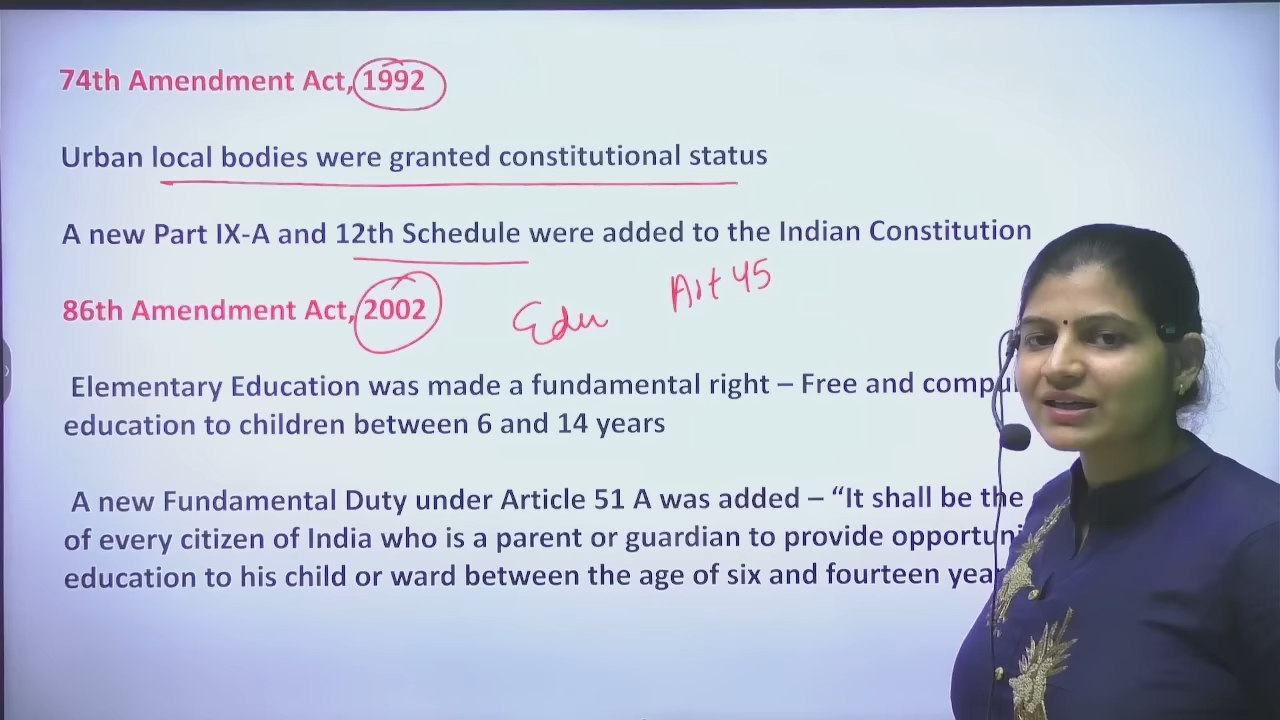 74th Amendment Act, 1992
Urban local bodies were granted constitutional status
A new Part IX-A and 12th Schedule were added to the Indian Constitution
Art 45
86th Amendment Act, 2002 Edu
Elementary Education was made a fundamental right – Free and compu
education to children between 6 and 14 years
A new Fundamental Duty under Article 51 A was added – “It shall be the
of every citizen of India who is a parent or guardian to provide opportuni
education to his child or ward between the age of six and fourteen year